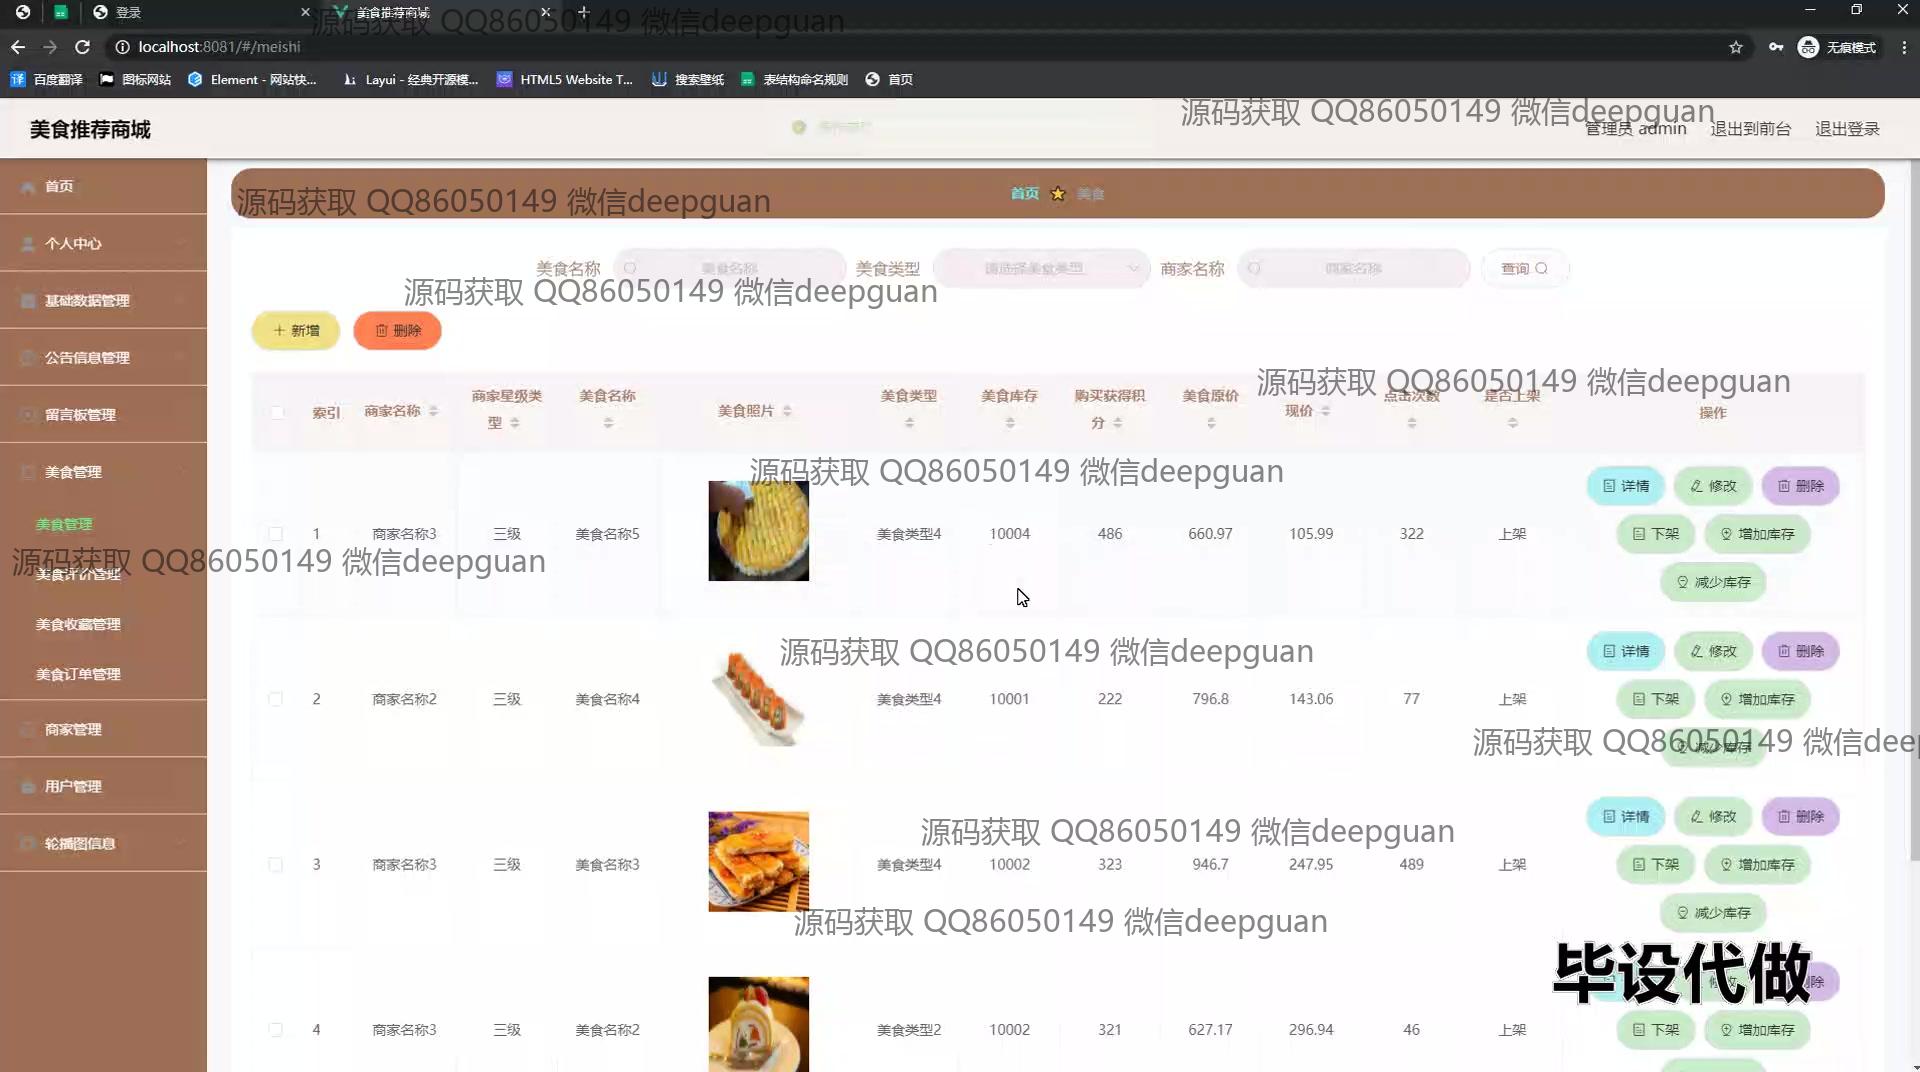 登录
美食推荐商城
源码获取 QQ86050149 微信deepguan
localhost:8081/#/meishi
无痕模式
百度翻译 图标网站 Element - 网站快... Layui - 经典开源模... HTML5 Website T... 搜索壁纸 表结构命名规则 首页
美食推荐商城
源码获取 QQ86050149 微信deepguan
管理员 admin 退出到前台 退出登录
首页
个人中心
基础数据管理
公告信息管理
留言板管理
美食管理
美食管理
美食评价管理
美食收藏管理
美食订单管理
商家管理
用户管理
轮播图信息
源码获取 QQ86050149 微信deepguan
首页 美食
美食名称 美食名称 美食类型 请选择美食类型 商家名称 商家名称 查询
源码获取 QQ86050149 微信deepguan
新增 删除
源码获取 QQ86050149 微信deepguan
索引 商家名称 商家星级类型 美食名称 美食照片 美食类型 美食库存 购买获得积分 美食原价 现价 点击次数 是否上架 操作
源码获取 QQ86050149 微信deepguan
详情 修改 删除
1 商家名称3 三级 美食名称5 美食类型4 10004 486 660.97 105.99 322 上架 下架 增加库存
源码获取 QQ86050149 微信deepguan
减少库存
源码获取 QQ86050149 微信deepguan
详情 修改 删除
2 商家名称2 三级 美食名称4 美食类型4 10001 222 796.8 143.06 77 上架 下架 增加库存
源码获取 QQ86050149 微信deep
减少库存
详情 修改 删除
源码获取 QQ86050149 微信deepguan
3 商家名称3 三级 美食名称3 美食类型4 10002 323 946.7 247.95 489 上架 下架 增加库存
减少库存
源码获取 QQ86050149 微信deepguan
毕设代做
4 商家名称3 三级 美食名称2 美食类型2 10002 321 627.17 296.94 46 上架 下架 增加库存